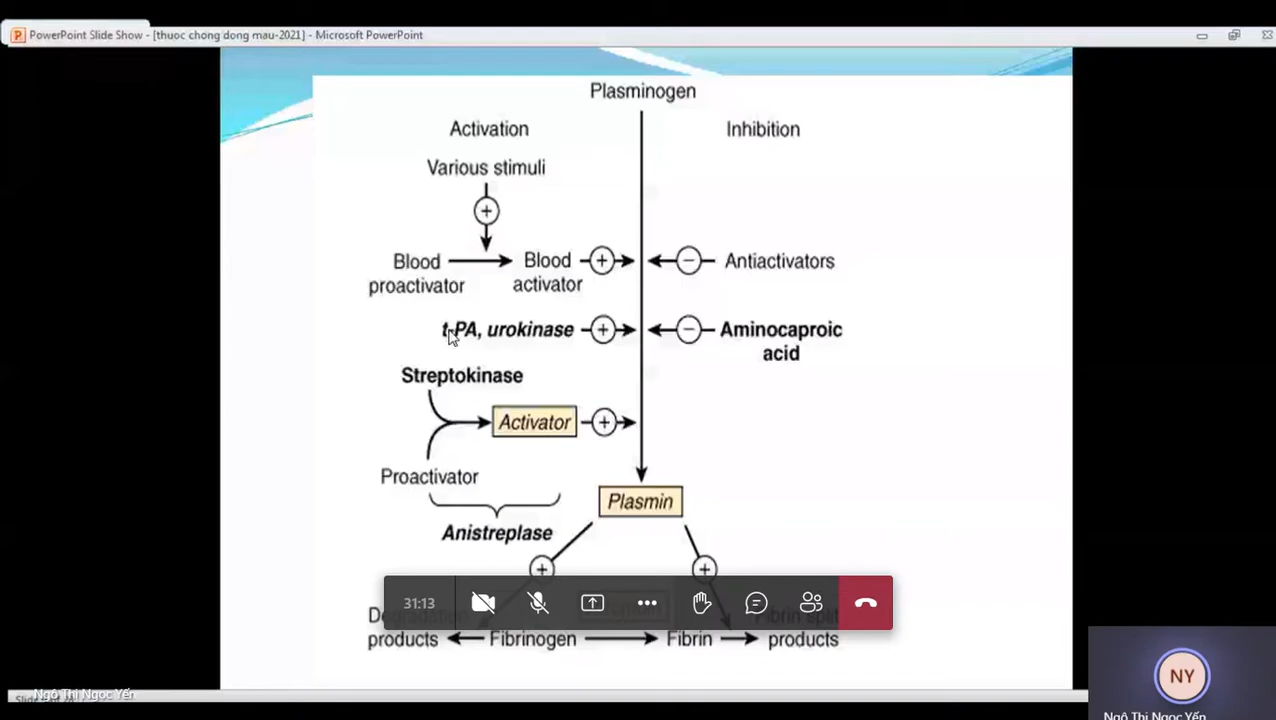 PowerPoint Slide Show - [thuoc chong dong mau-2021] - Microsoft PowerPoint
Plasminogen
Activation
Inhibition
Various stimuli
+
Blood proactivator
Blood activator
+
−
Antiactivators
t-PA, urokinase
+
−
Aminocaproic
acid
Streptokinase
Activator
+
Proactivator
Plasmin
Anistreplase
+
+
31:13
Degradation
products
Fibrinogen
Fibrin
Fibrin split
products
Ngô Thị Ngọc Yến
NY
Ngô Thị Ngọc Yến